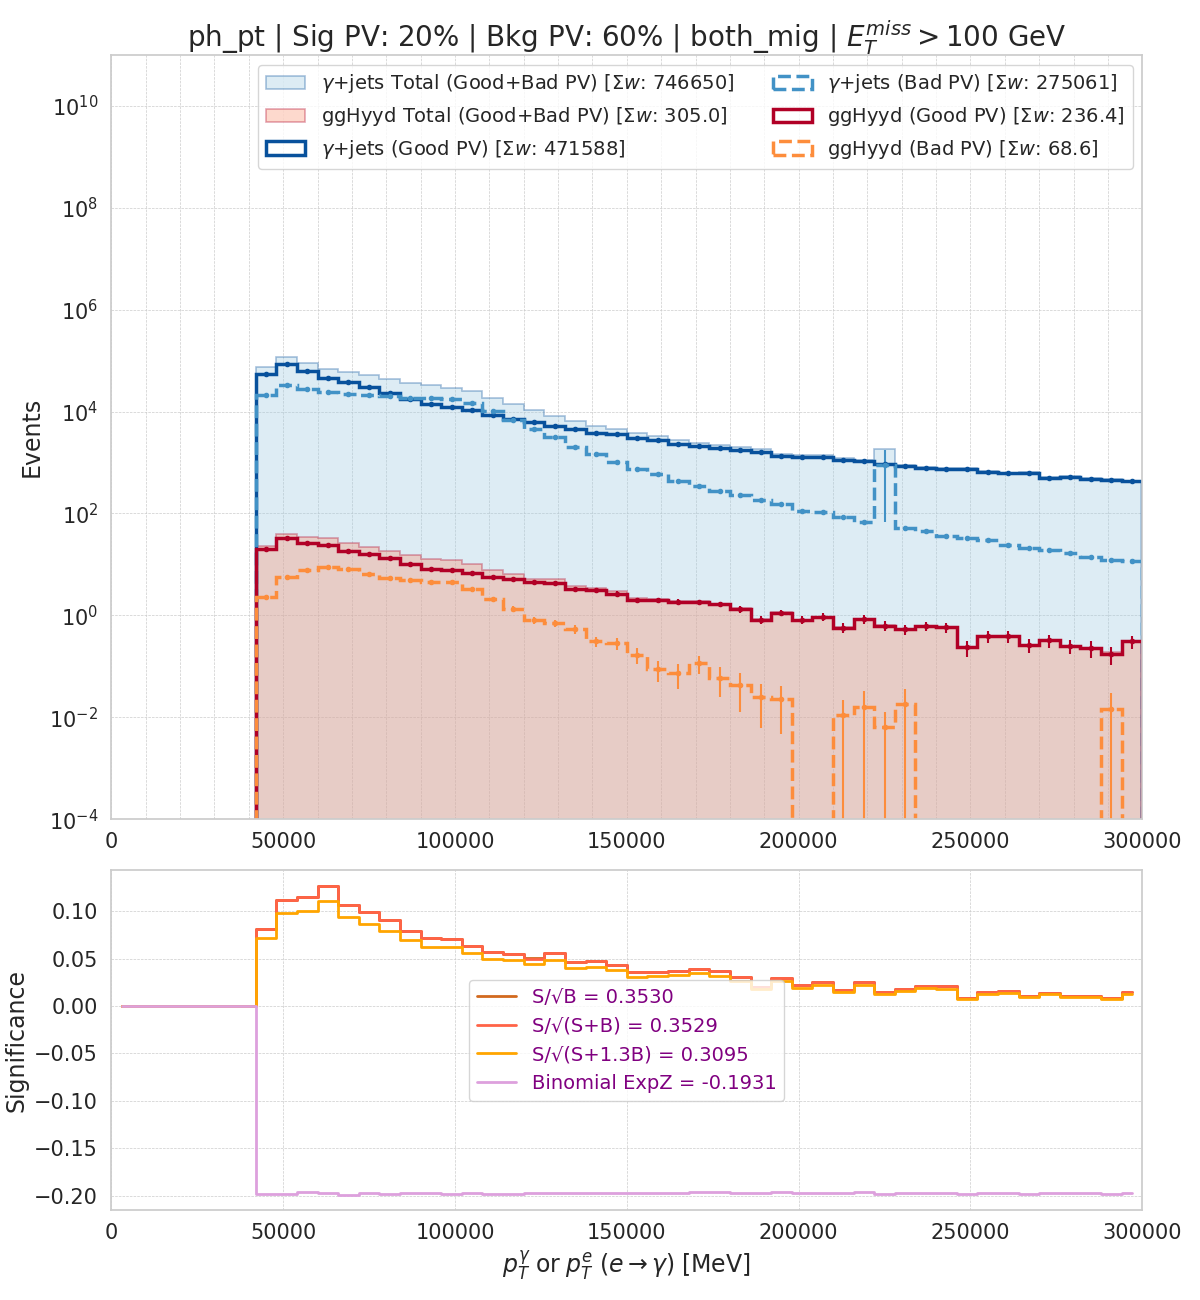 ph_pt | Sig PV: 20% | Bkg PV: 60% | both_mig | $E_T^{miss} > 100$ GeV
γ+jets Total (Good+Bad PV) [Σw: 746650]
ggHyyd Total (Good+Bad PV) [Σw: 305.0]
γ+jets (Good PV) [Σw: 471588]
γ+jets (Bad PV) [Σw: 275061]
ggHyyd (Good PV) [Σw: 236.4]
ggHyyd (Bad PV) [Σw: 68.6]
Events
10^{10}
10^{8}
10^{6}
10^{4}
10^{2}
10^{0}
10^{-2}
10^{-4}
0 50000 100000 150000 200000 250000 300000
Significance
0.10
0.05
0.00
−0.05
−0.10
−0.15
−0.20
S/√B = 0.3530
S/√(S+B) = 0.3529
S/√(S+1.3B) = 0.3095
Binomial ExpZ = -0.1931
0 50000 100000 150000 200000 250000 300000
$p_T^{γ}$ or $p_T^{e}$ ($e→γ$) [MeV]